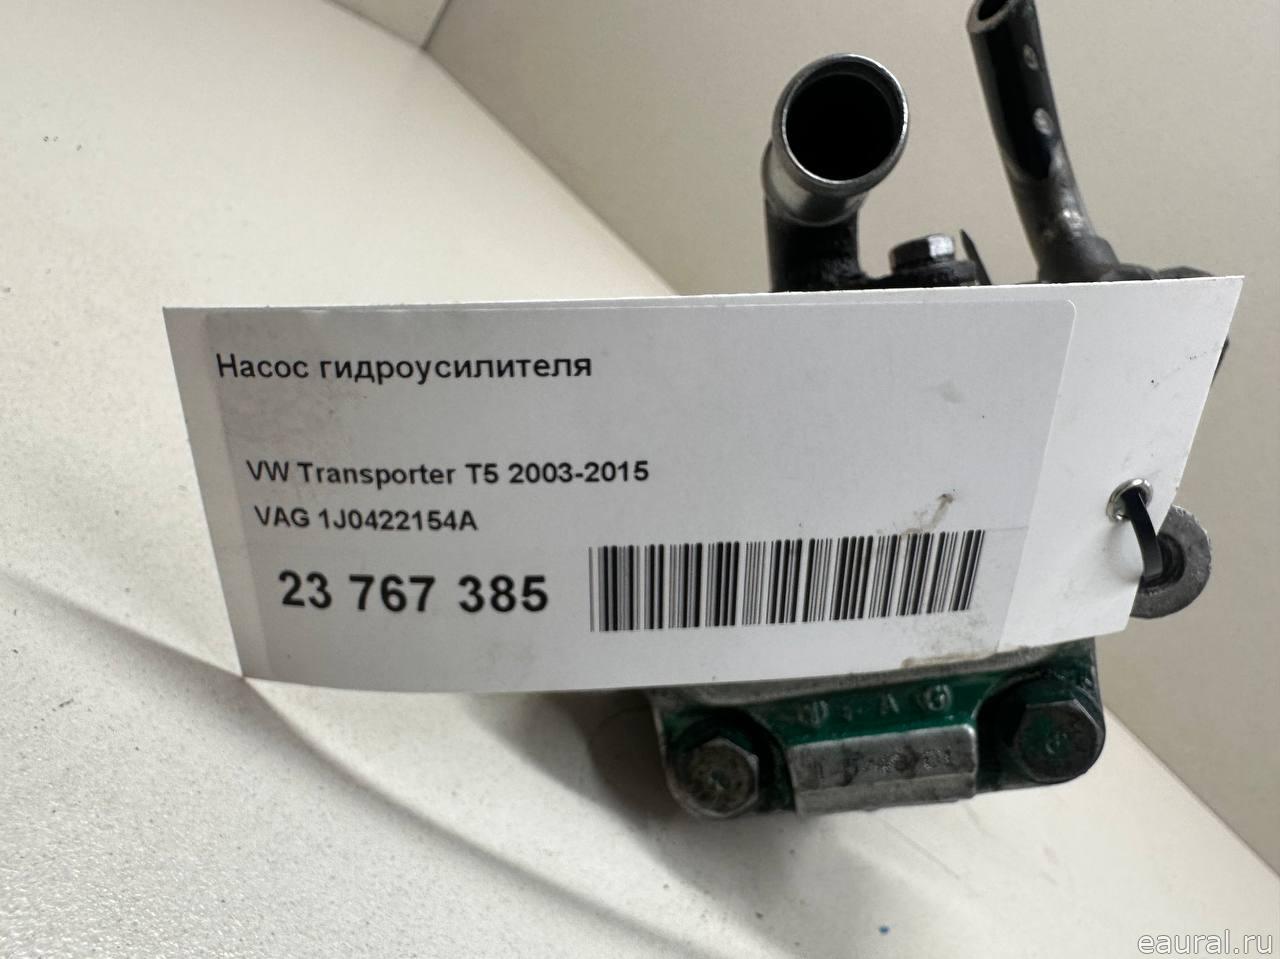 Насос гидроусилителя
VW Transporter T5 2003-2015
VAG 1J0422154A
23 767 385
eaural.ru